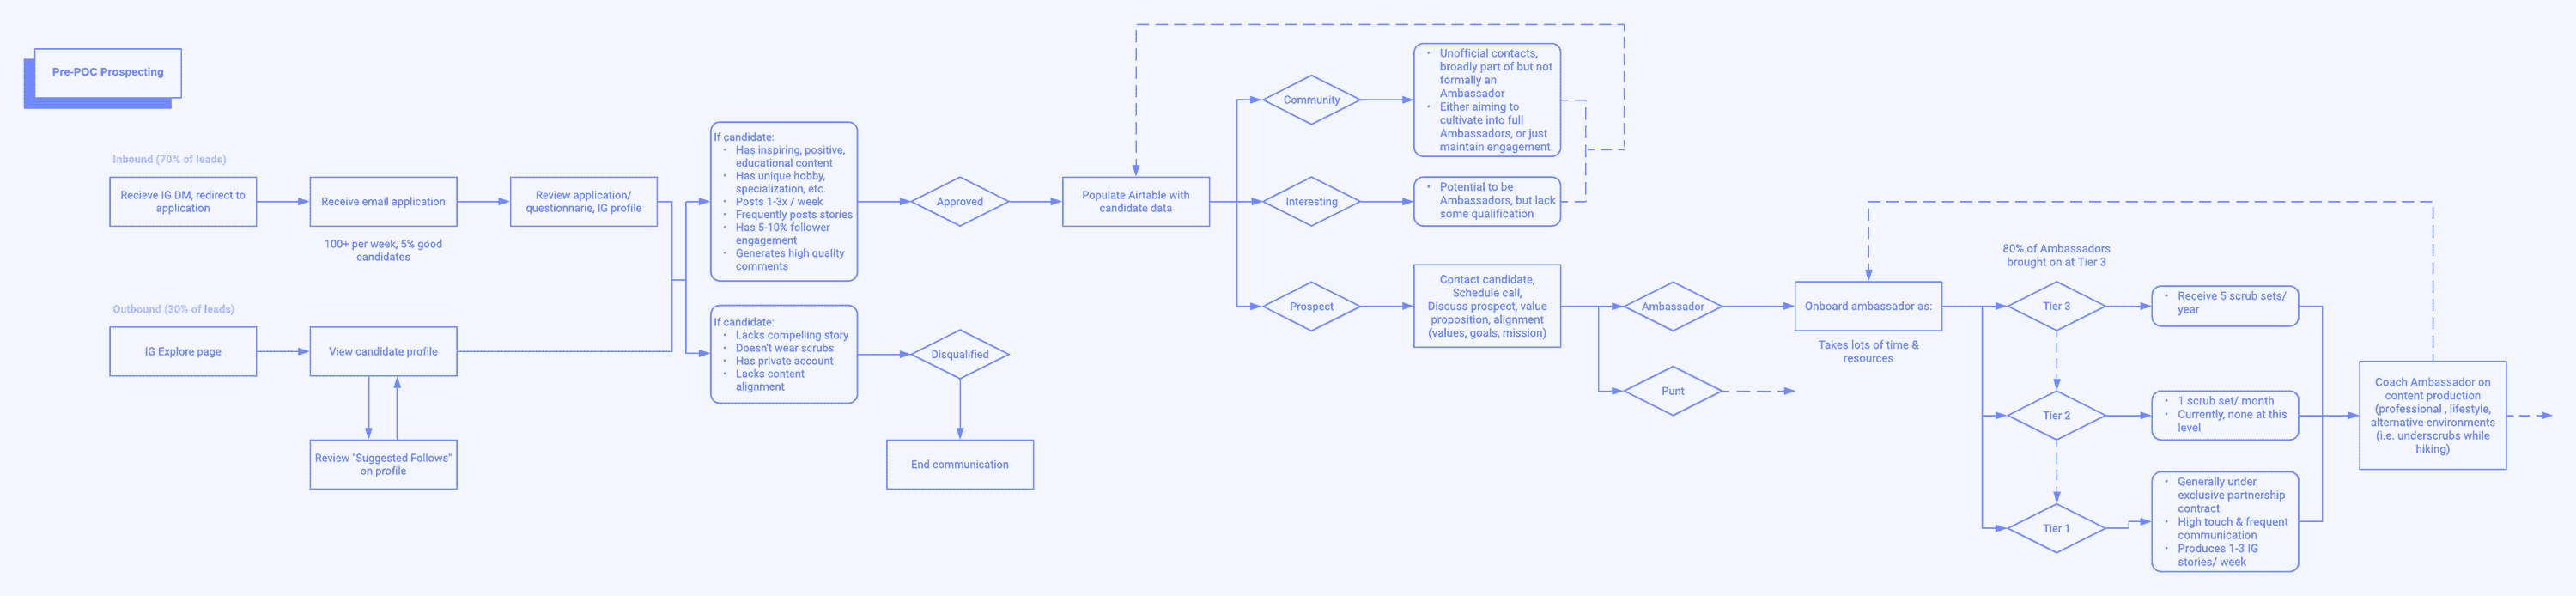 Pre-POC Prospecting
Inbound (70% of leads)
Recieve IG DM, redirect to
application
Receive email application
100+ per week, 5% good
candidates
Review application/
questionnarie, IG profile
Outbound (30% of leads)
IG Explore page
View candidate profile
Review "Suggested Follows"
on profile
If candidate:
• Has inspiring, positive,
educational content
• Has unique hobby,
specialization, etc.
• Posts 1-3x / week
• Frequently posts stories
• Has 5-10% follower
engagement
• Generates high quality
comments
If candidate:
• Lacks compelling story
• Doesn't wear scrubs
• Has private account
• Lacks content
alignment
Approved
Disqualified
End communication
Populate Airtable with
candidate data
Community
• Unofficial contacts,
broadly part of but not
formally an
Ambassador
• Either aiming to
cultivate into full
Ambassadors, or just
maintain engagement.
Interesting
• Potential to be
Ambassadors, but lack
some qualification
Prospect
Contact candidate,
Schedule call,
Discuss prospect, value
proposition, alignment
(values, goals, mission)
Ambassador
Punt
Onboard ambassador as:
Takes lots of time &
resources
80% of Ambassadors
brought on at Tier 3
Tier 3
• Receive 5 scrub sets/
year
Tier 2
• 1 scrub set/ month
• Currently, none at this
level
Tier 1
• Generally under
exclusive partnership
contract
• High touch & frequent
communication
• Produces 1-3 IG
stories/ week
Coach Ambassador on
content production
(professional , lifestyle,
alternative environments
(i.e. underscrubs while
hiking)